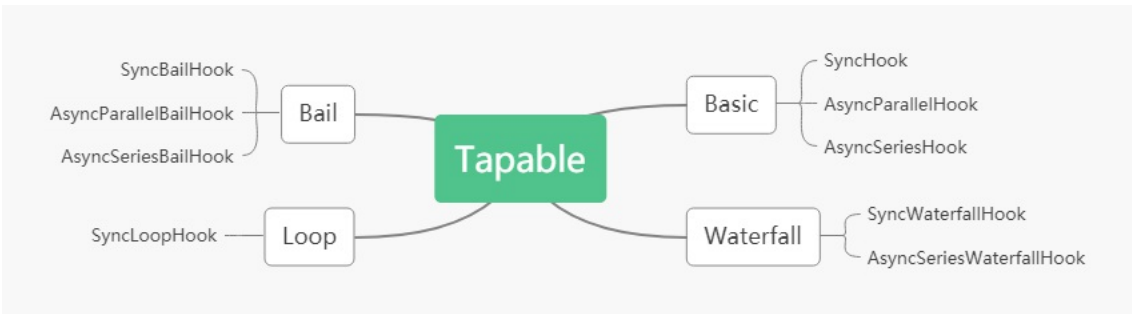 Tapable
Bail
SyncBailHook
AsyncParallelBailHook
AsyncSeriesBailHook
Loop
SyncLoopHook
Basic
SyncHook
AsyncParallelHook
AsyncSeriesHook
Waterfall
SyncWaterfallHook
AsyncSeriesWaterfallHook